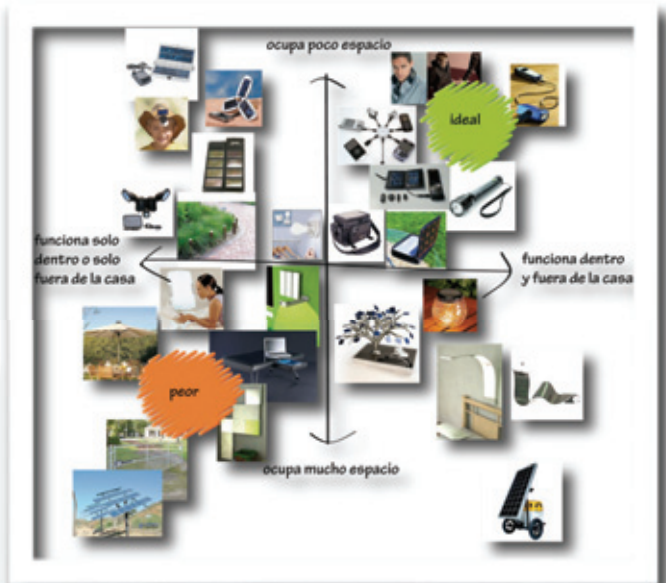 ocupa poco espacio
ideal
funciona solo
dentro o solo
fuera de la casa
funciona dentro
y fuera de la casa
peor
ocupa mucho espacio